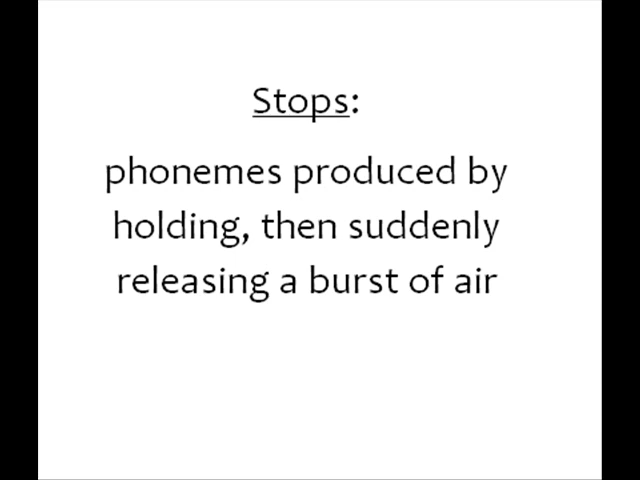 Stops:
phonemes produced by
holding, then suddenly
releasing a burst of air